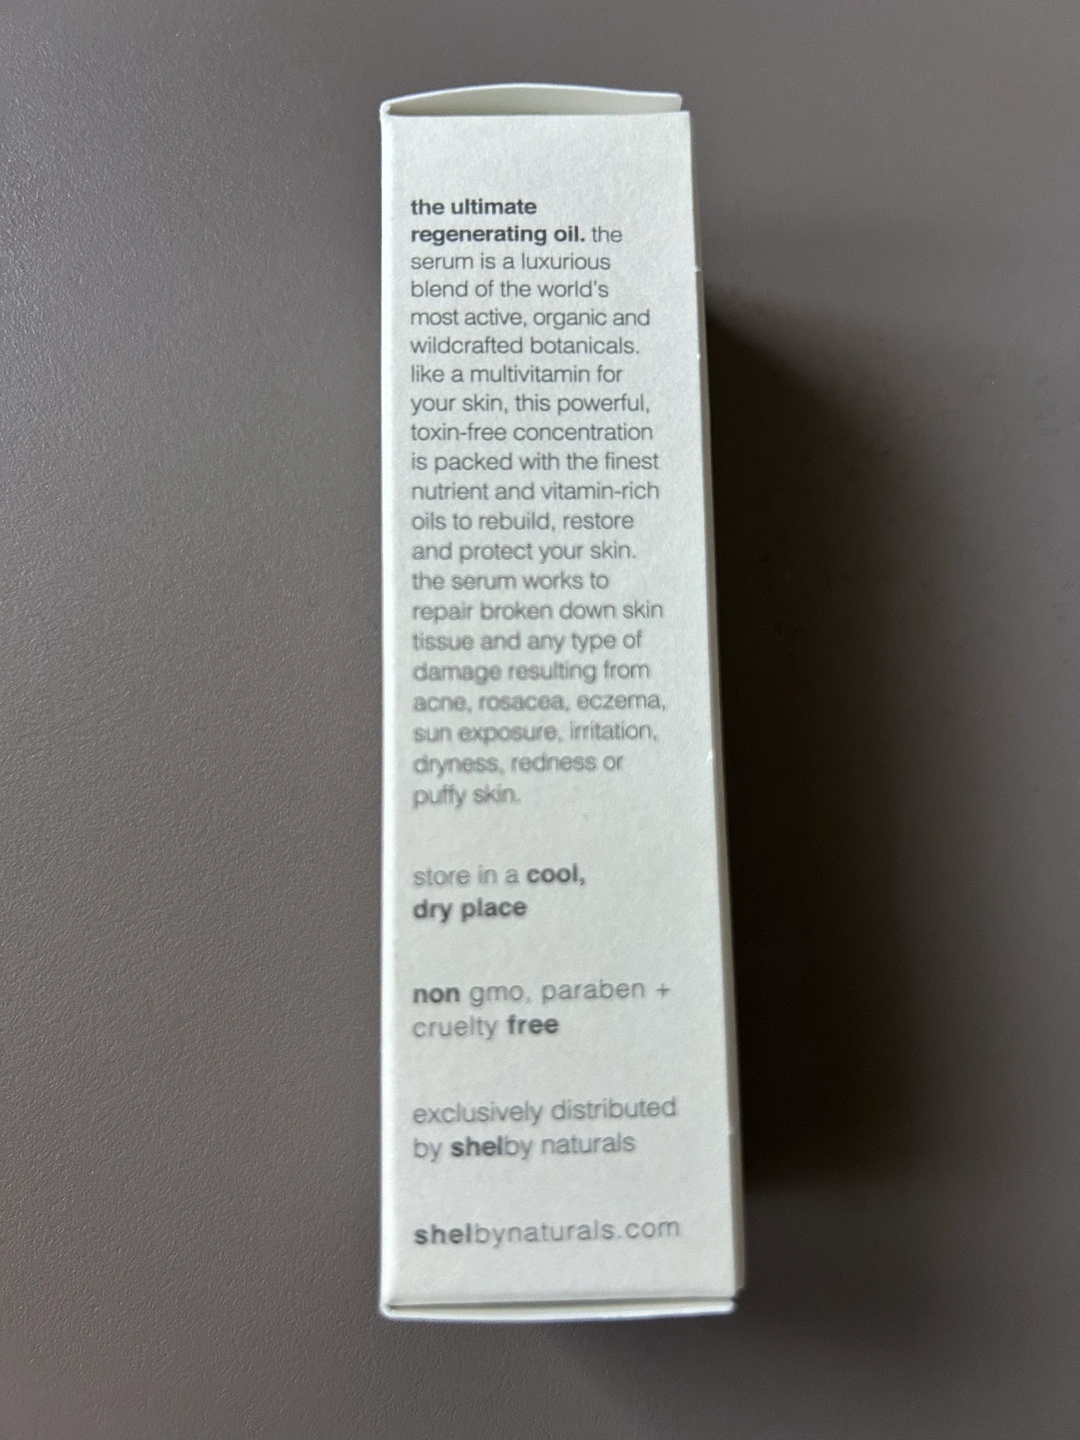 the ultimate
regenerating oil. the
serum is a luxurious
blend of the world's
most active, organic and
wildcrafted botanicals.
like a multivitamin for
your skin, this powerful,
toxin-free concentration
is packed with the finest
nutrient and vitamin-rich
oils to rebuild, restore
and protect your skin.
the serum works to
repair broken down skin
tissue and any type of
damage resulting from
acne, rosacea, eczema,
sun exposure, irritation,
dryness, redness or
puffy skin.
store in a cool,
dry place
non gmo, paraben +
cruelty free
exclusively distributed
by shelby naturals
shelbynaturals.com